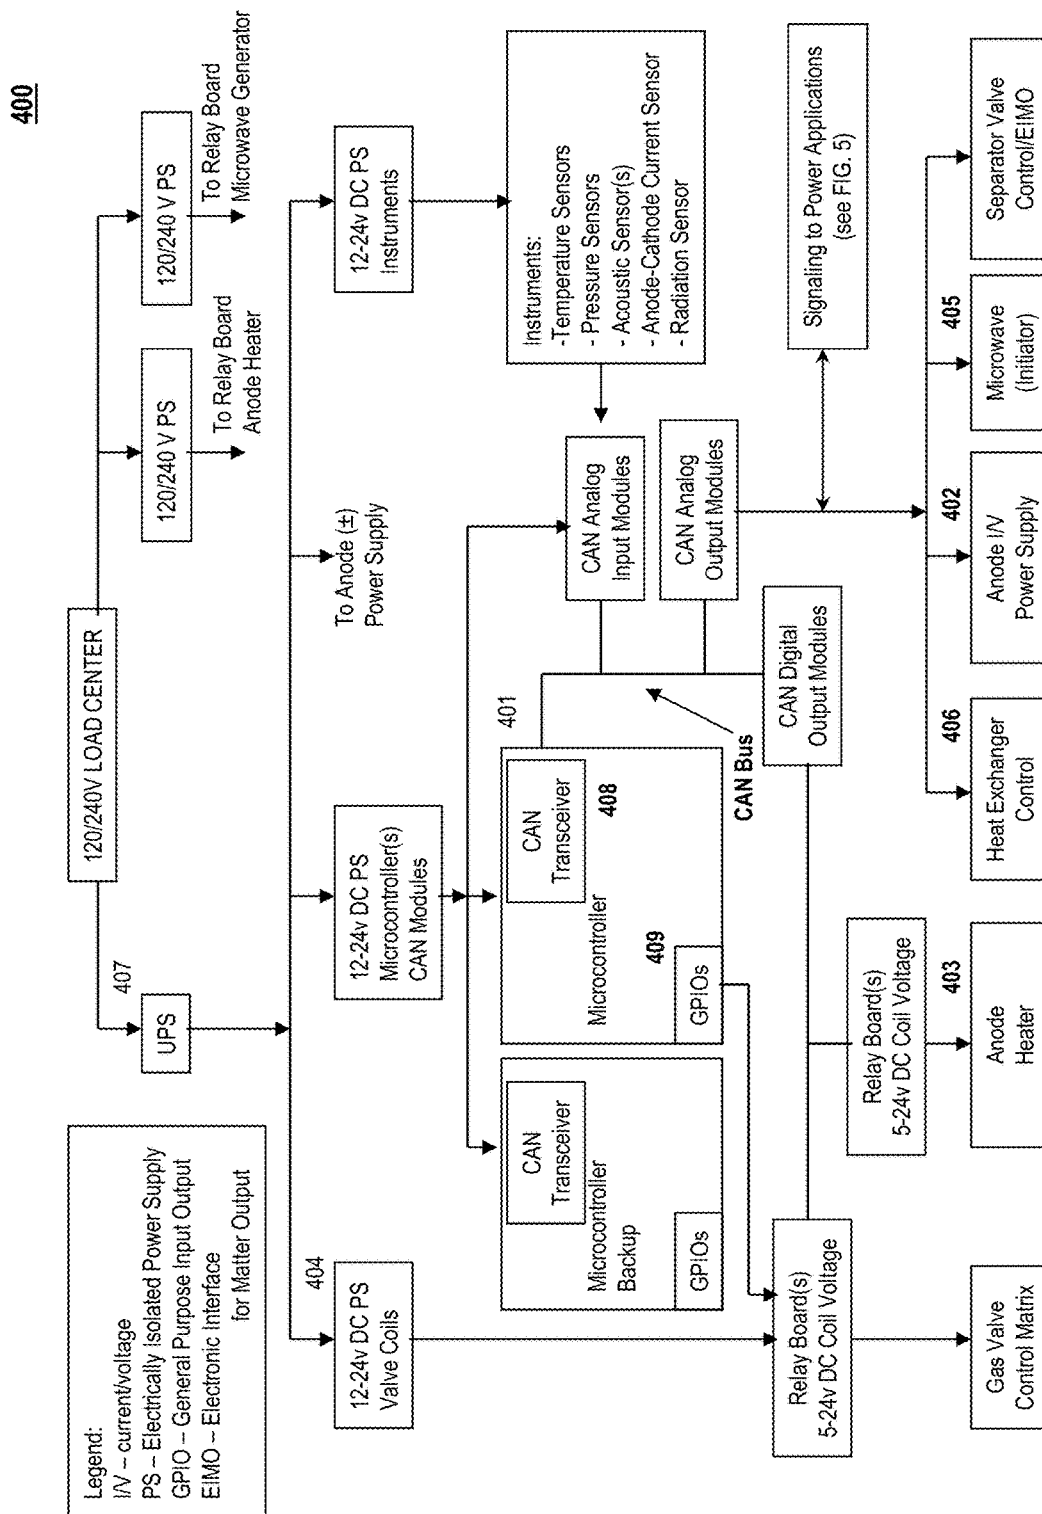 400
120/240V LOAD CENTER
407
UPS
120/240 V PS
To Relay Board
Anode Heater
120/240 V PS
To Relay Board
Microwave Generator
Legend:
I/V – current/voltage
PS – Electrically Isolated Power Supply
GPIO – General Purpose Input Output
EIMO – Electronic Interface
for Matter Output
404
12-24v DC PS
Valve Coils
12-24v DC PS
Microcontroller(s)
CAN Modules
To Anode (±)
Power Supply
12-24v DC PS
Instruments
Instruments:
- Temperature Sensors
- Pressure Sensors
- Acoustic Sensor(s)
- Anode-Cathode Current Sensor
- Radiation Sensor
Microcontroller
Backup
CAN
Transceiver
GPIOs
401
Microcontroller
CAN
Transceiver
408
409
GPIOs
CAN Analog
Input Modules
CAN Analog
Output Modules
CAN Bus
CAN Digital
Output Modules
Signaling to Power Applications
(see FIG. 5)
Relay Board(s)
5-24v DC Coil Voltage
Relay Board(s)
5-24v DC Coil Voltage
403
406
402
405
Gas Valve
Control Matrix
Anode
Heater
Heat Exchanger
Control
Anode I/V
Power Supply
Microwave
(Initiator)
Separator Valve
Control/EIMO